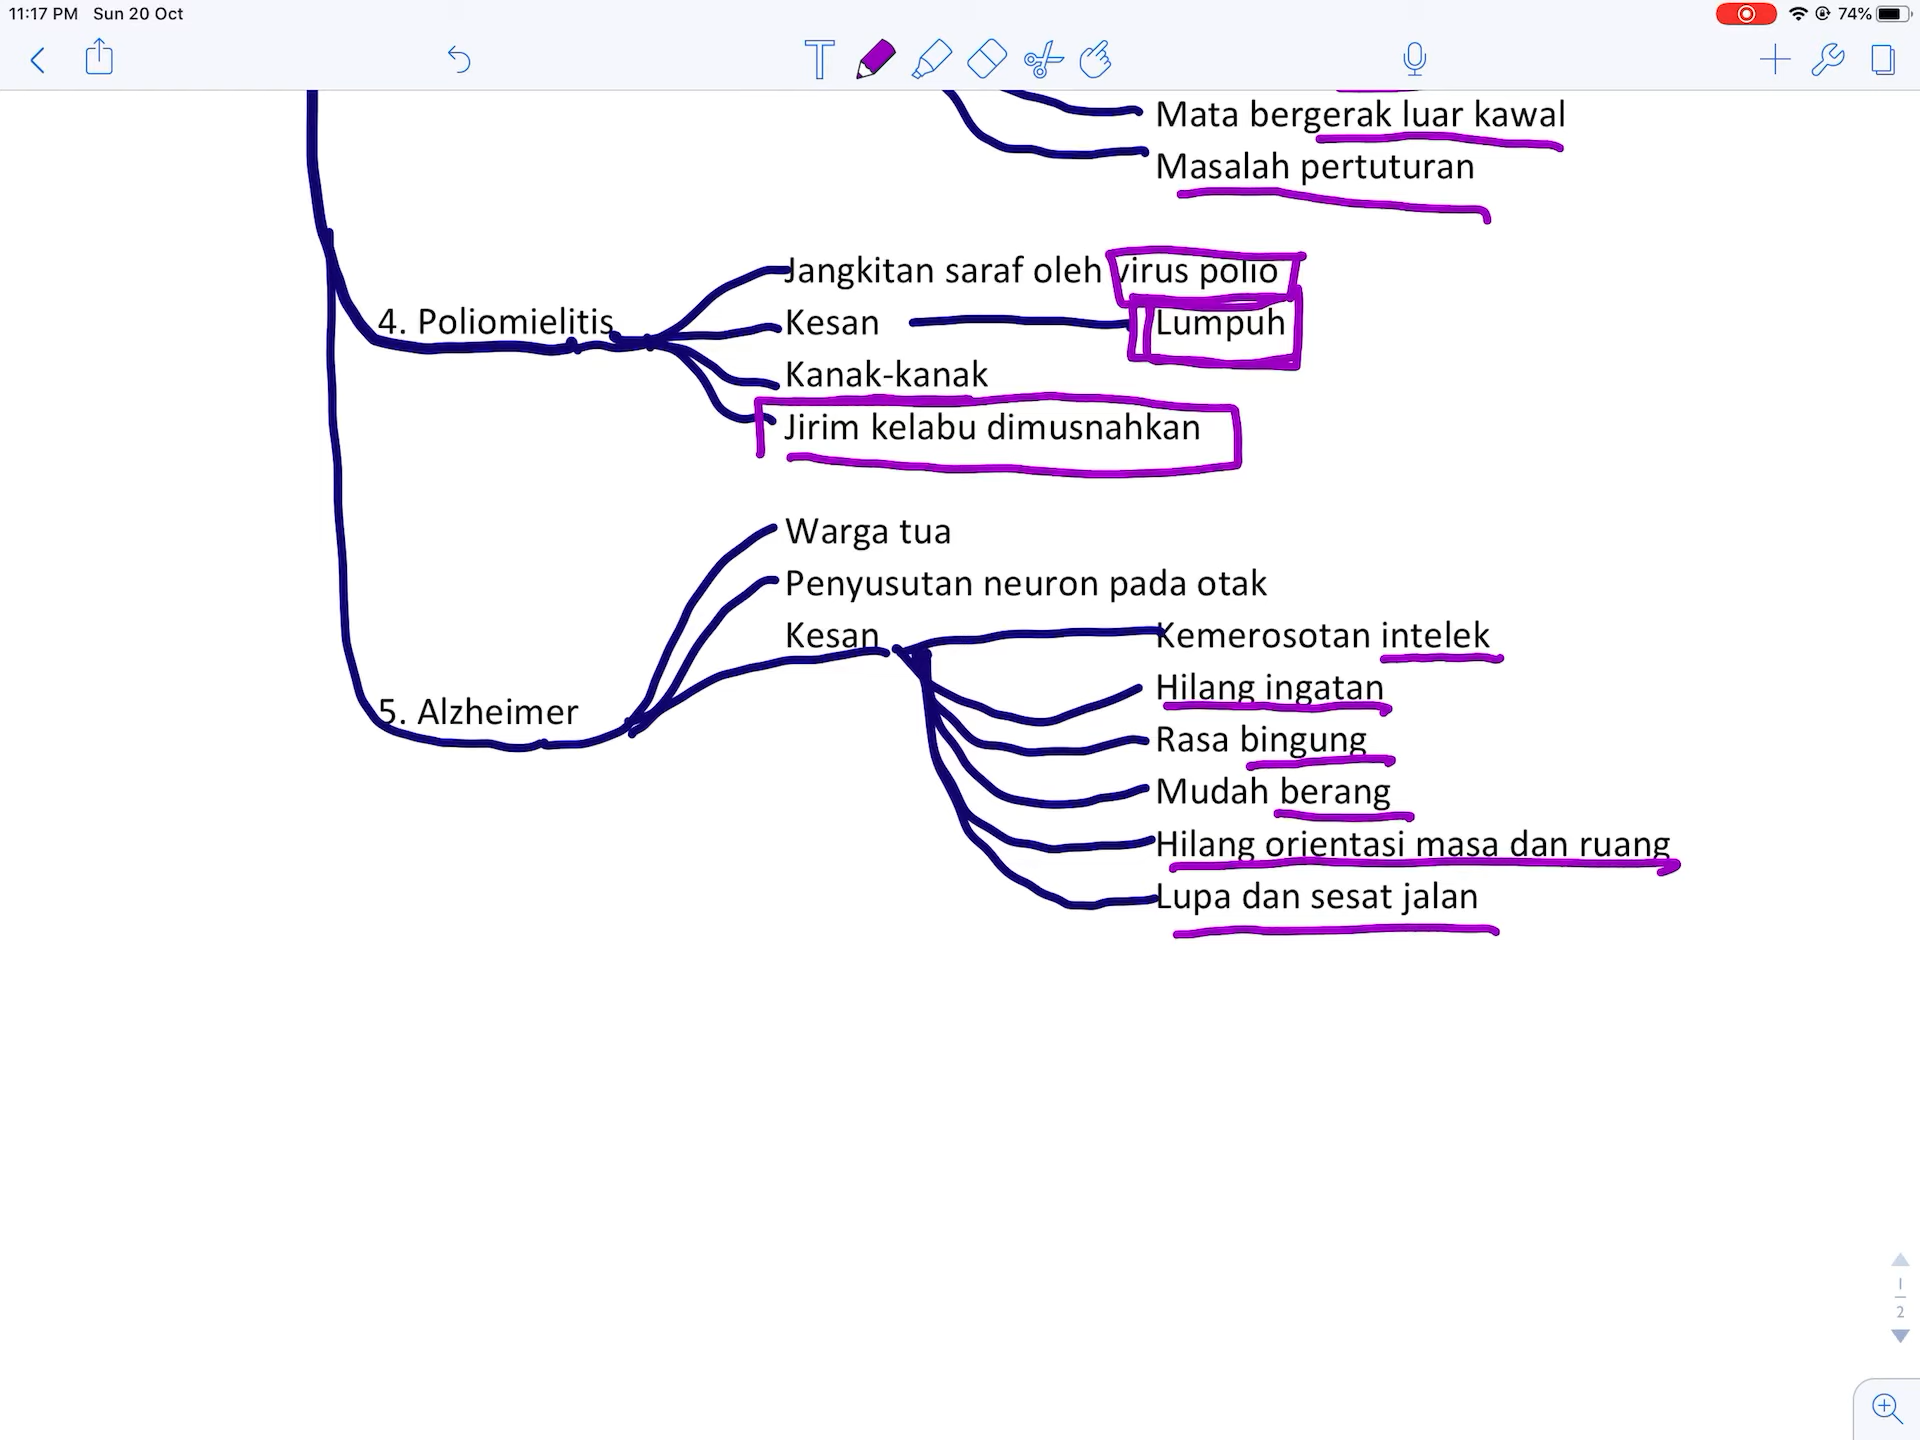 11:17 PM Sun 20 Oct
74%
T
Mata bergerak luar kawal
Masalah pertuturan
Jangkitan saraf oleh virus polio
4. Poliomielitis
Kesan
Lumpuh
Kanak-kanak
Jirim kelabu dimusnahkan
Warga tua
Penyusutan neuron pada otak
Kesan
Kemerosotan intelek
Hilang ingatan
5. Alzheimer
Rasa bingung
Mudah berang
Hilang orientasi masa dan ruang
Lupa dan sesat jalan
1
2